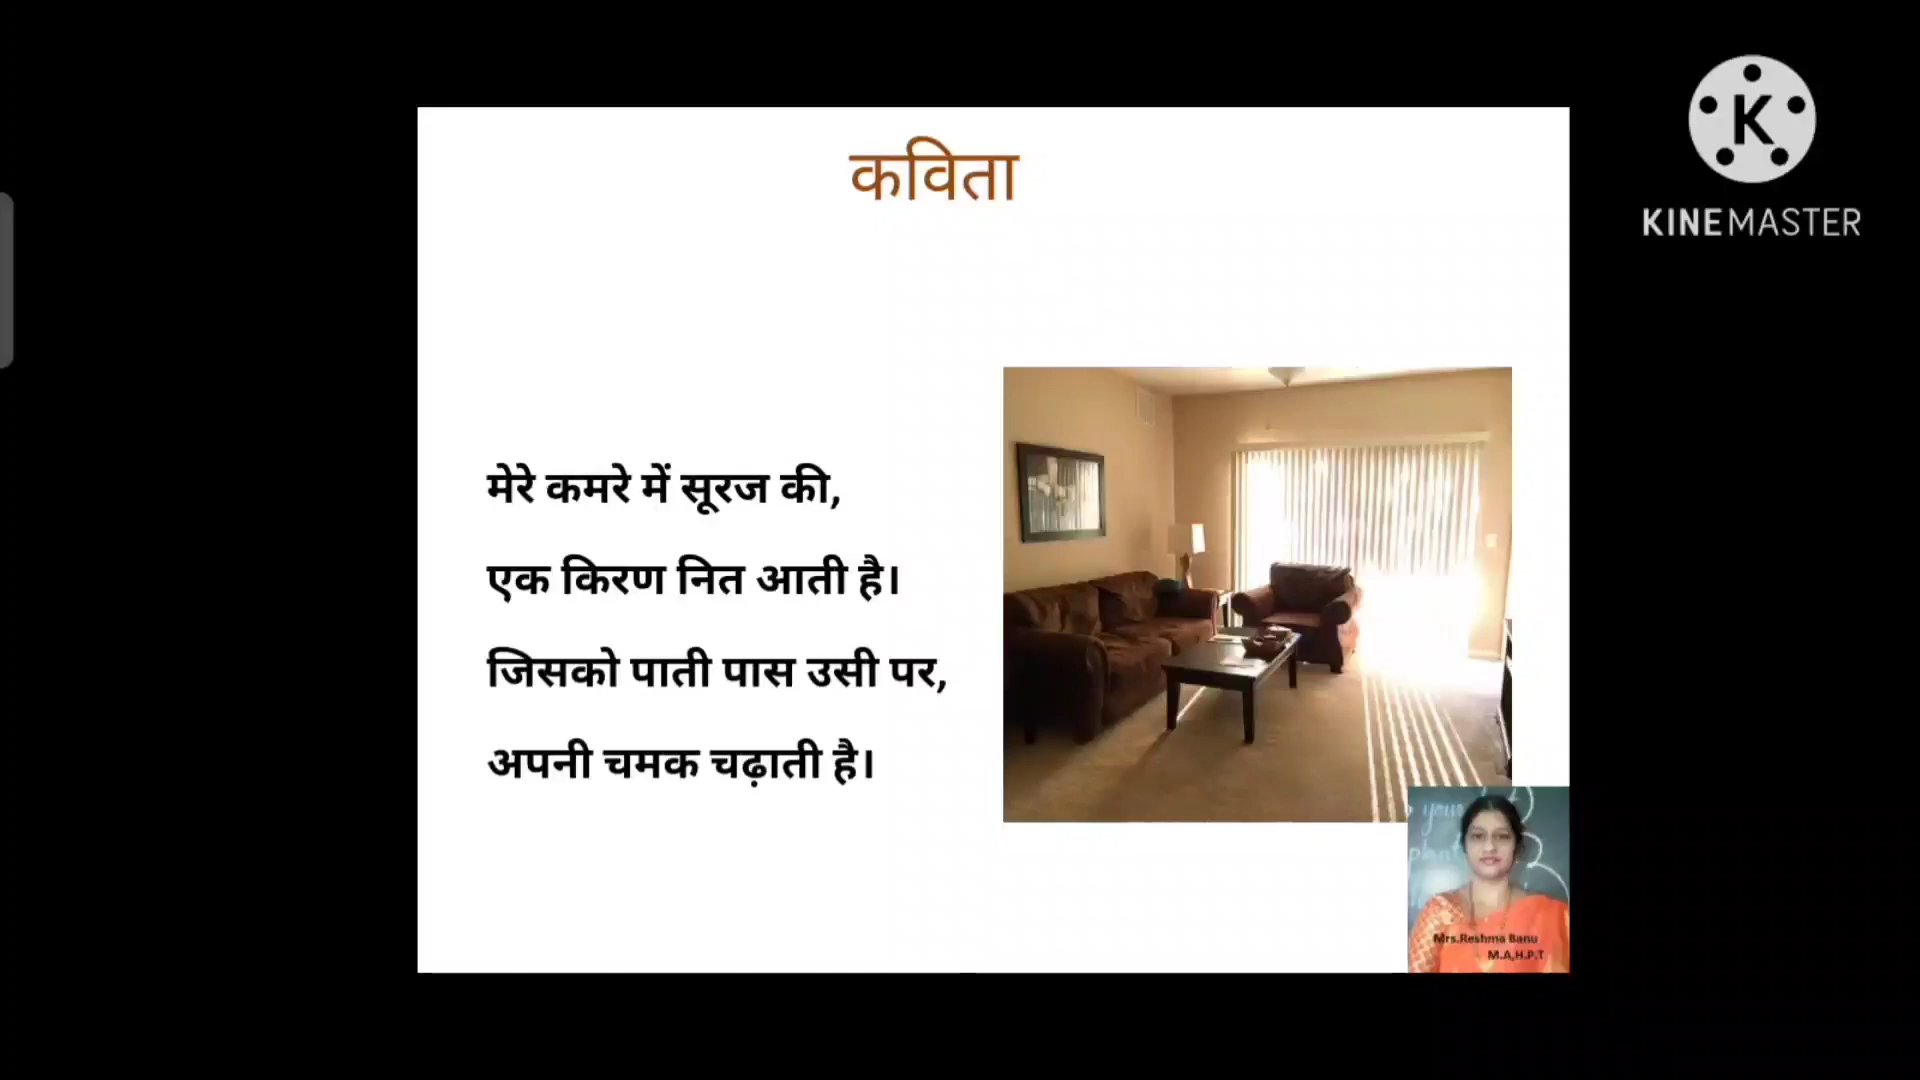 कविता
K
KINEMASTER
मेरे कमरे में सूरज की,
एक किरण नित आती है।
जिसको पाती पास उसी पर,
अपनी चमक चढ़ाती है।
Mrs.Reshma Banu
M.A,H.P.T